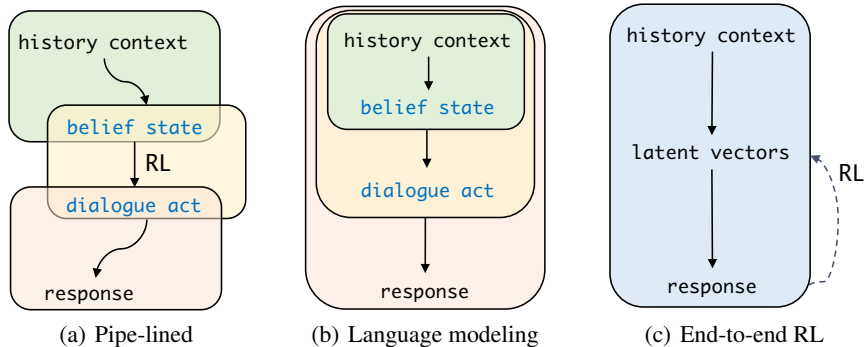 history context
belief state
RL
dialogue act
response
(a) Pipe-lined
history context
belief state
dialogue act
response
(b) Language modeling
history context
latent vectors
RL
response
(c) End-to-end RL